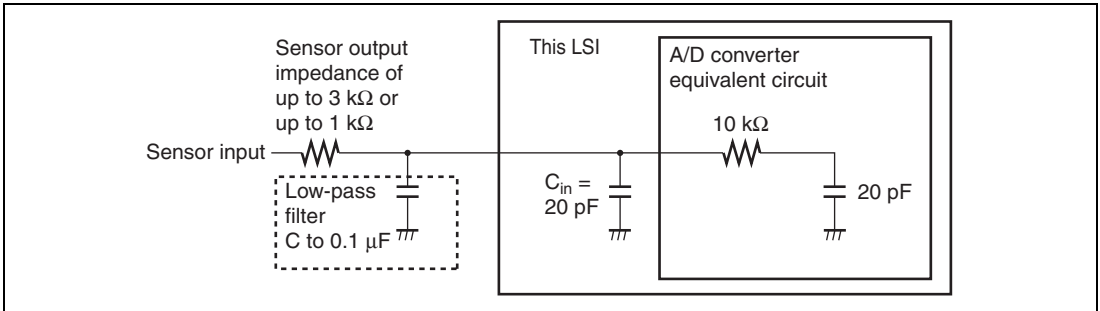 Sensor output
impedance of
up to 3 kΩ or
up to 1 kΩ
This LSI
A/D converter
equivalent circuit
10 kΩ
Sensor input
Low-pass
filter
C to 0.1 μF
Cin =
20 pF
20 pF